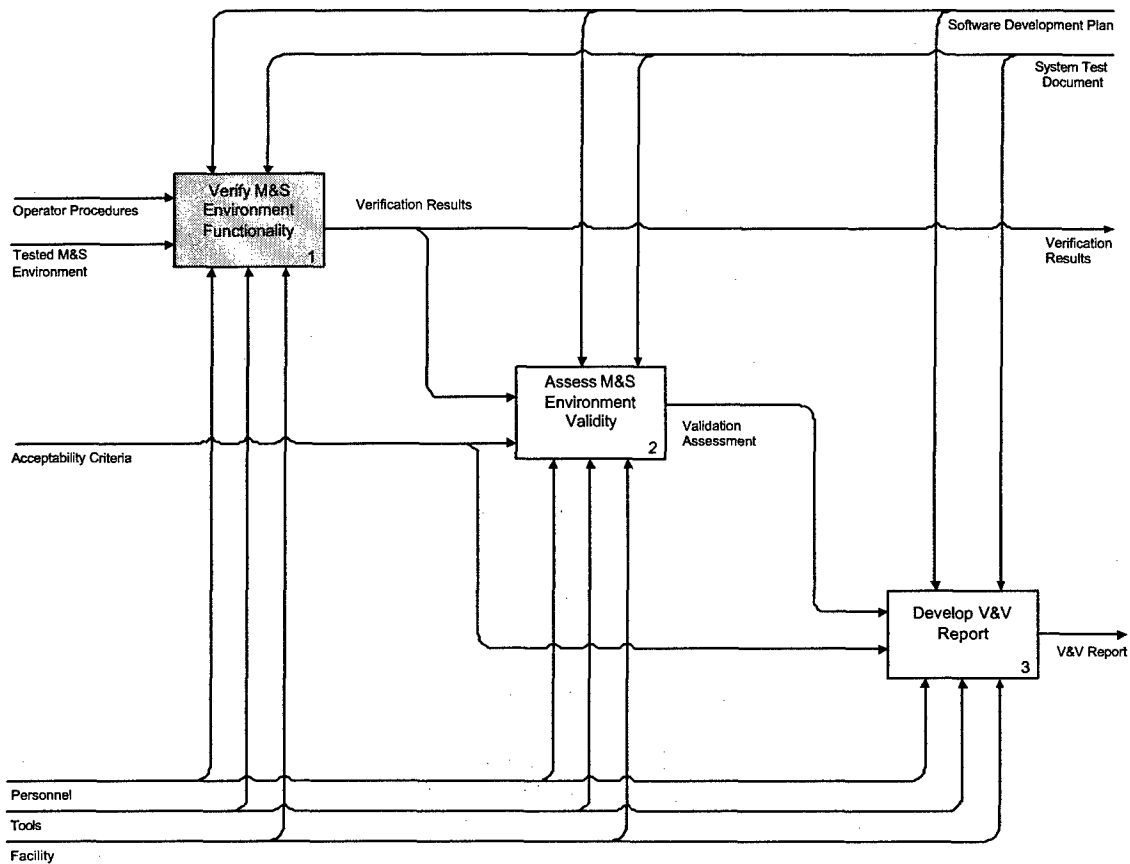 Software Development Plan
System Test
Document
Verify M&S
Environment
Functionality
1
Operator Procedures
Tested M&S
Environment
Verification Results
Verification
Results
Assess M&S
Environment
Validity
2
Acceptability Criteria
Validation
Assessment
Develop V&V
Report
3
V&V Report
Personnel
Tools
Facility